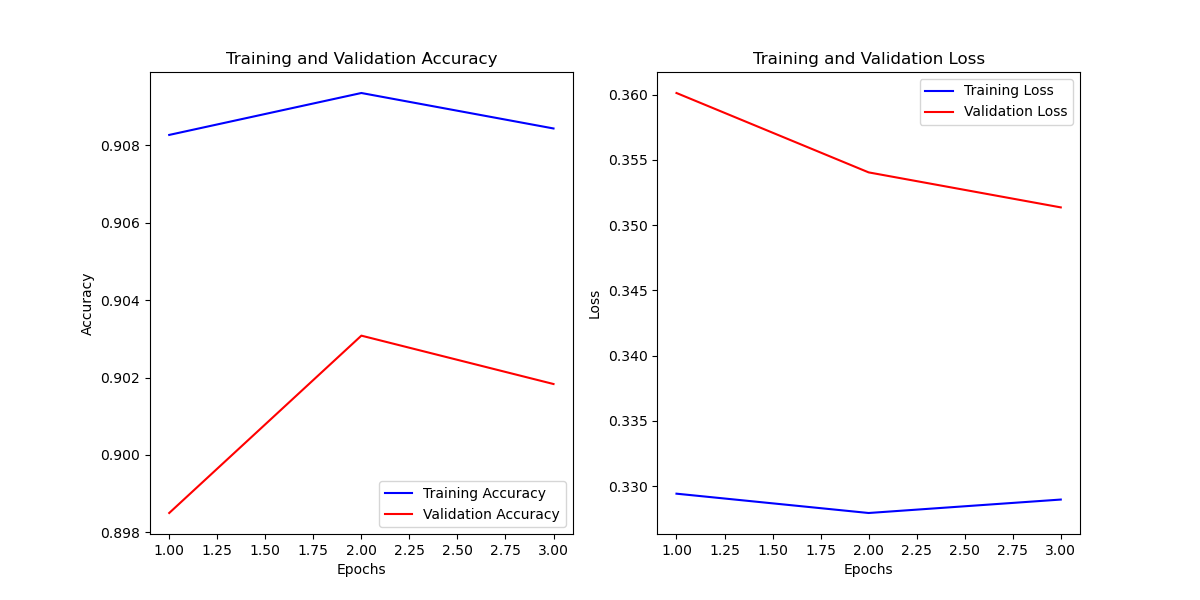 Training and Validation Accuracy
Accuracy
0.908
0.906
0.904
0.902
0.900
0.898
1.00 1.25 1.50 1.75 2.00 2.25 2.50 2.75 3.00
Epochs
Training Accuracy
Validation Accuracy
Training and Validation Loss
Loss
0.360
0.355
0.350
0.345
0.340
0.335
0.330
1.00 1.25 1.50 1.75 2.00 2.25 2.50 2.75 3.00
Epochs
Training Loss
Validation Loss